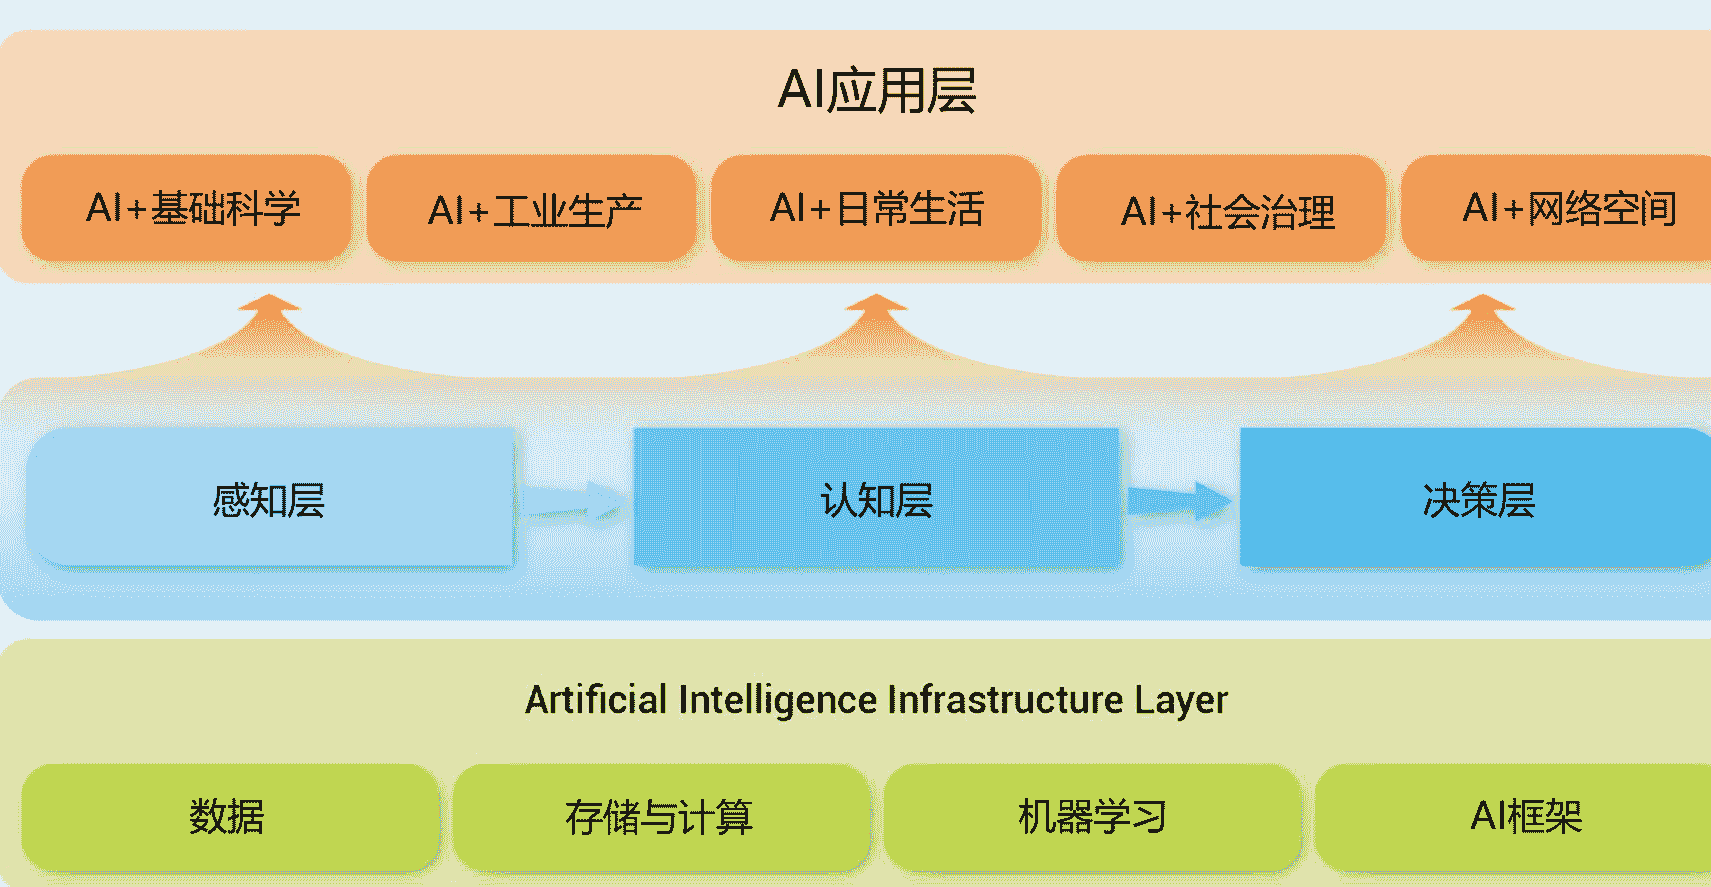 AI应用层
AI+基础科学
AI+工业生产
AI+日常生活
AI+社会治理
AI+网络空间
感知层
认知层
决策层
Artificial Intelligence Infrastructure Layer
数据
存储与计算
机器学习
AI框架